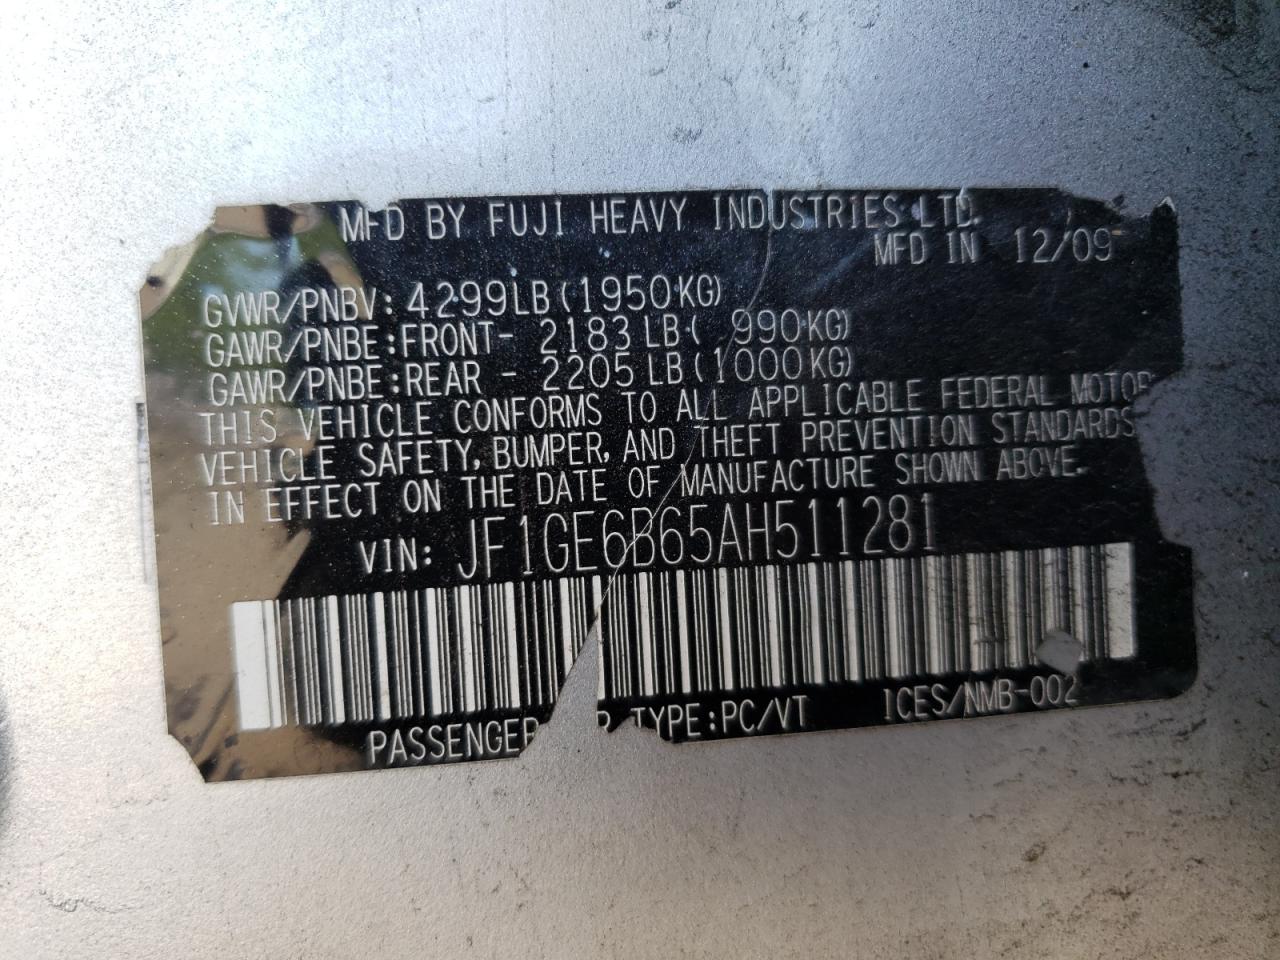 MFD BY FUJI HEAVY INDUSTRIES LTD.
MFD IN 12/09
GVWR/PNBV: 4299LB (1950KG)
GAWR/PNBE:FRONT- 2183LB ( 990KG)
GAWR/PNBE:REAR - 2205LB (1000KG)
THIS VEHICLE CONFORMS TO ALL APPLICABLE FEDERAL MOTOR
VEHICLE SAFETY, BUMPER, AND THEFT PREVENTION STANDARDS
IN EFFECT ON THE DATE OF MANUFACTURE SHOWN ABOVE.
VIN: JF1GE6B65AH511281
PASSENGER TYPE:PC/VT ICES/NMB-002